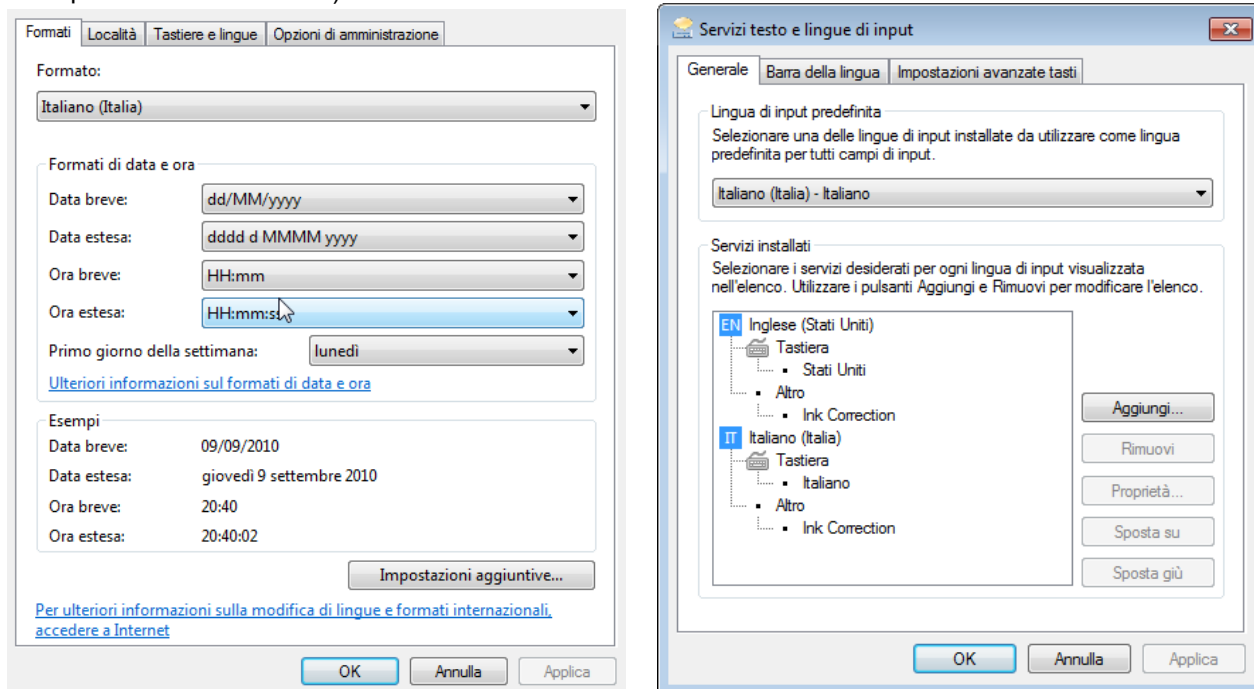 Formati Località Tastiere e lingue Opzioni di amministrazione
Formato:
Italiano (Italia)
Formati di data e ora
Data breve: dd/MM/yyyy
Data estesa: dddd d MMMM yyyy
Ora breve: HH:mm
Ora estesa: HH:mm:ss
Primo giorno della settimana: lunedì
Ulteriori informazioni sul formati di data e ora
Esempi
Data breve: 09/09/2010
Data estesa: giovedì 9 settembre 2010
Ora breve: 20:40
Ora estesa: 20:40:02
Impostazioni aggiuntive...
Per ulteriori informazioni sulla modifica di lingue e formati internazionali,
accedere a Internet
OK Annulla Applica
Servizi testo e lingue di input
Generale Barra della lingua Impostazioni avanzate tasti
Lingua di input predefinita
Selezionare una delle lingue di input installate da utilizzare come lingua
predefinita per tutti campi di input.
Italiano (Italia) - Italiano
Servizi installati
Selezionare i servizi desiderati per ogni lingua di input visualizzata
nell'elenco. Utilizzare i pulsanti Aggiungi e Rimuovi per modificare l'elenco.
EN Inglese (Stati Uniti)
Tastiera
Stati Uniti
Altro
Ink Correction
IT Italiano (Italia)
Tastiera
Italiano
Altro
Ink Correction
Aggiungi...
Rimuovi
Proprietà...
Sposta su
Sposta giù
OK Annulla Applica